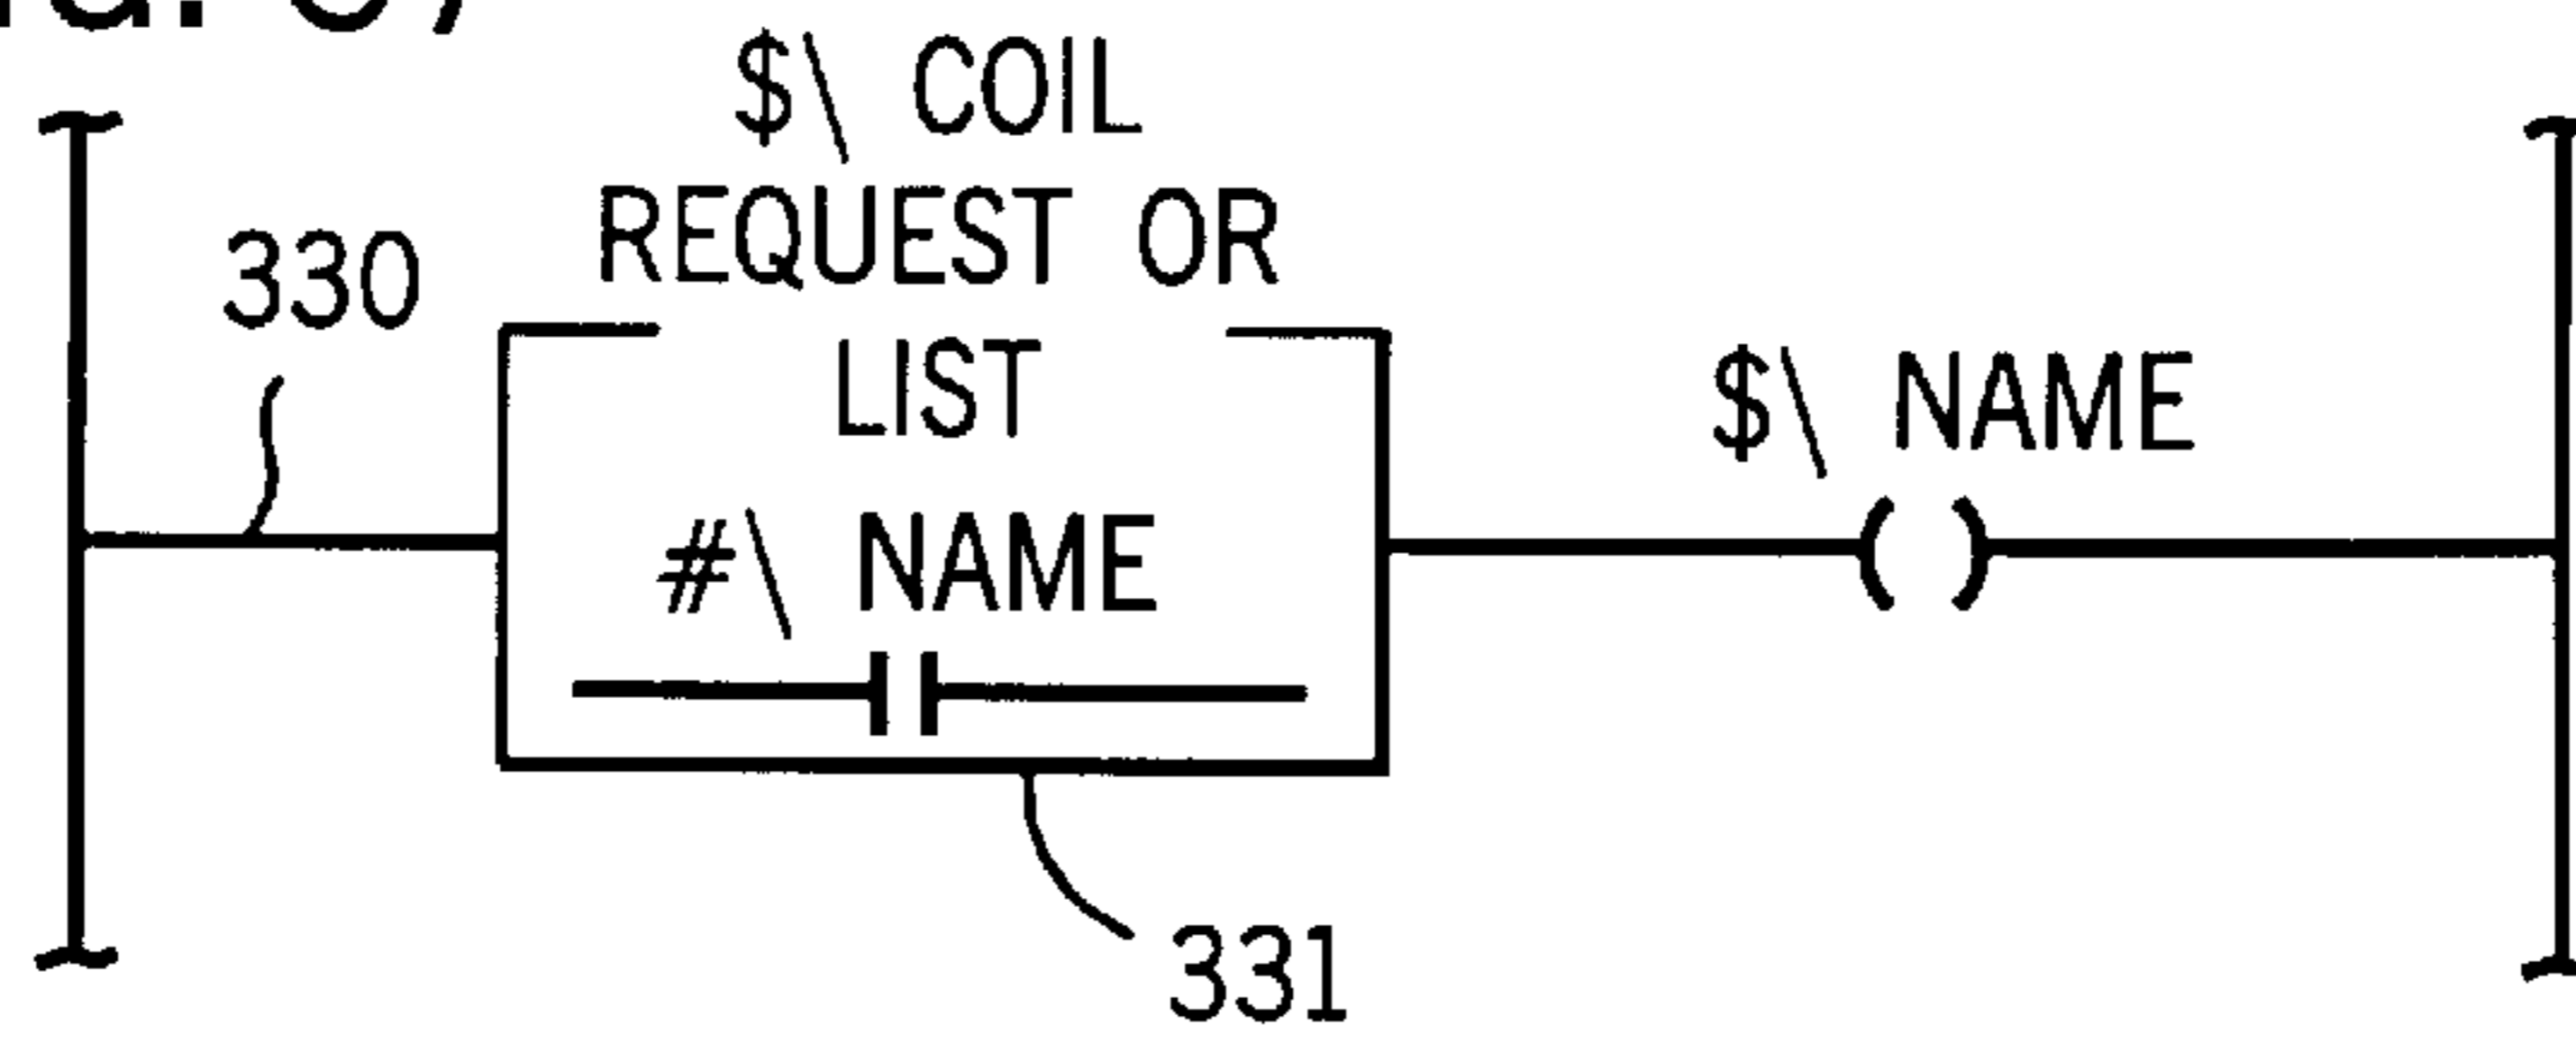 $\ COIL
REQUEST OR
LIST
330
$\ NAME
#\ NAME
331